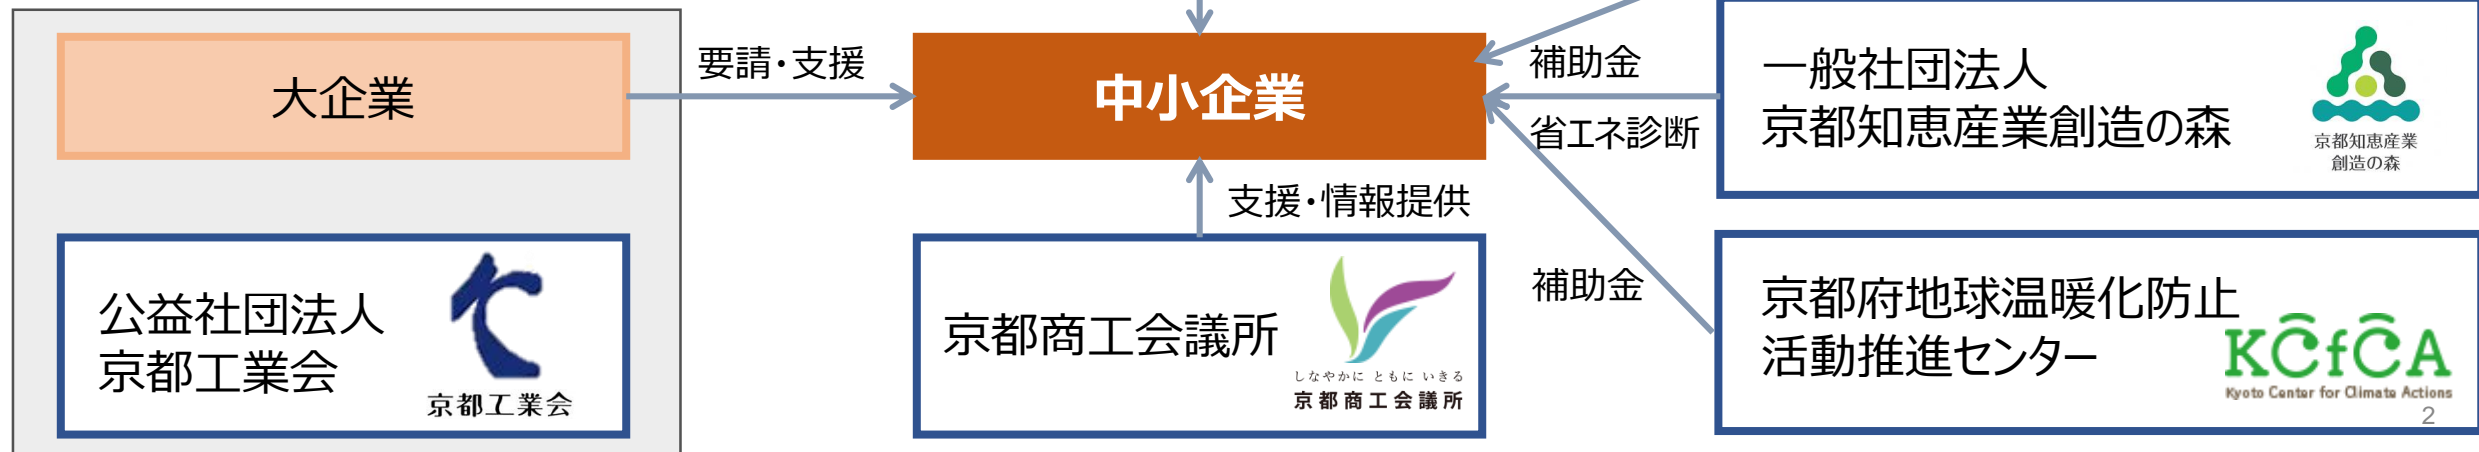 大企業
要請・支援
中小企業
補助金
省エネ診断
一般社団法人
京都知恵産業創造の森
京都知恵産業
創造の森
支援・情報提供
公益社団法人
京都工業会
京都工業会
京都商工会議所
しなやかに ともに いきる
京都商工会議所
補助金
京都府地球温暖化防止
活動推進センター
KCfCA
Kyoto Center for Climate Actions
2